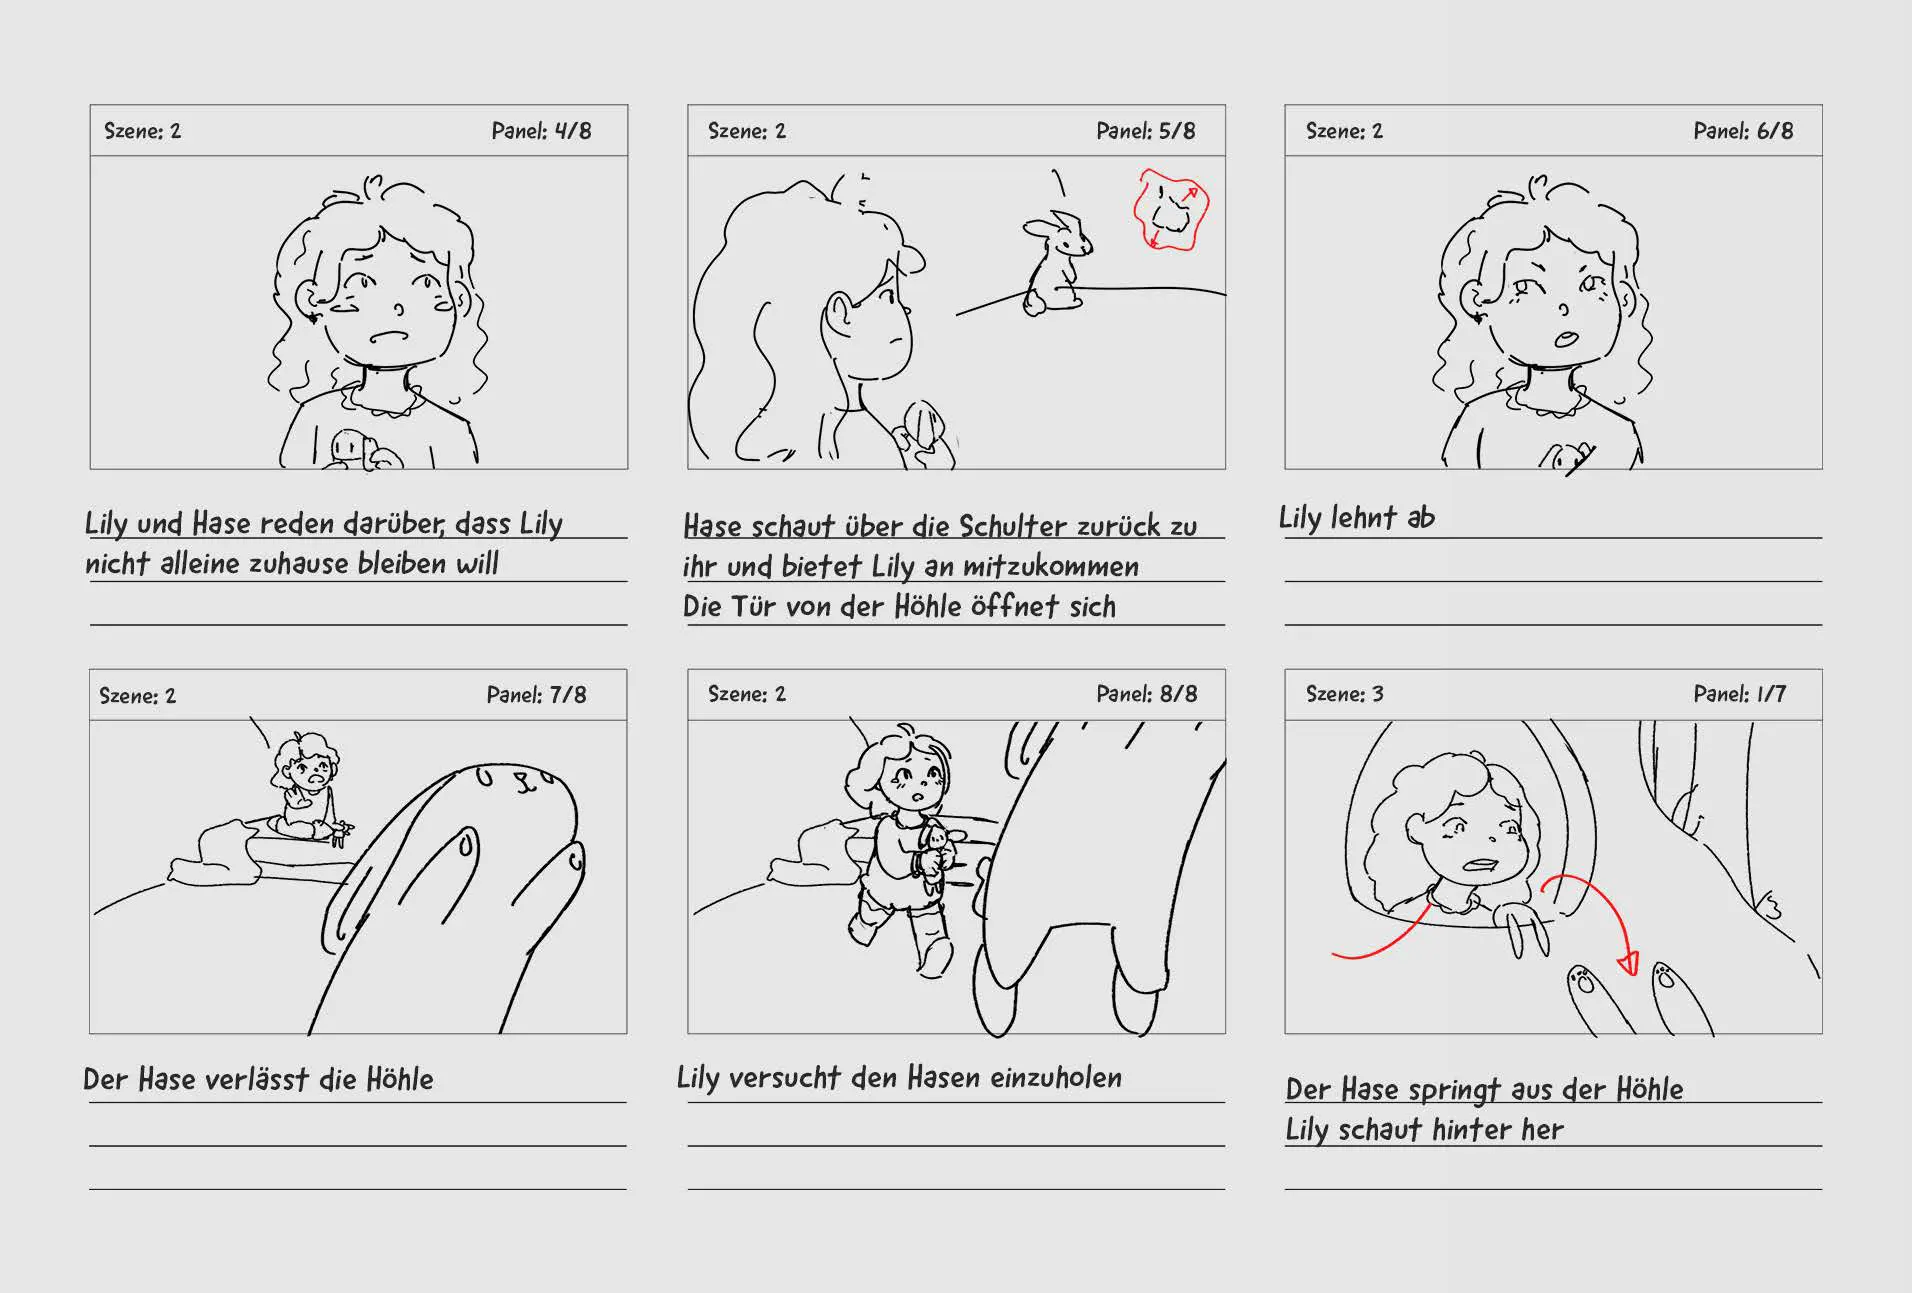 Szene: 2 Panel: 4/8
Lily und Hase reden darüber, dass Lily
nicht alleine zuhause bleiben will
Szene: 2 Panel: 5/8
Hase schaut über die Schulter zurück zu
ihr und bietet Lily an mitzukommen
Die Tür von der Höhle öffnet sich
Szene: 2 Panel: 6/8
Lily lehnt ab
Szene: 2 Panel: 7/8
Der Hase verlässt die Höhle
Szene: 2 Panel: 8/8
Lily versucht den Hasen einzuholen
Szene: 3 Panel: 1/7
Der Hase springt aus der Höhle
Lily schaut hinter her